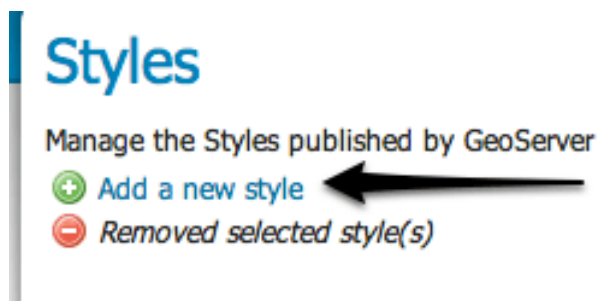 Styles
Manage the Styles published by GeoServer
Add a new style
Removed selected style(s)